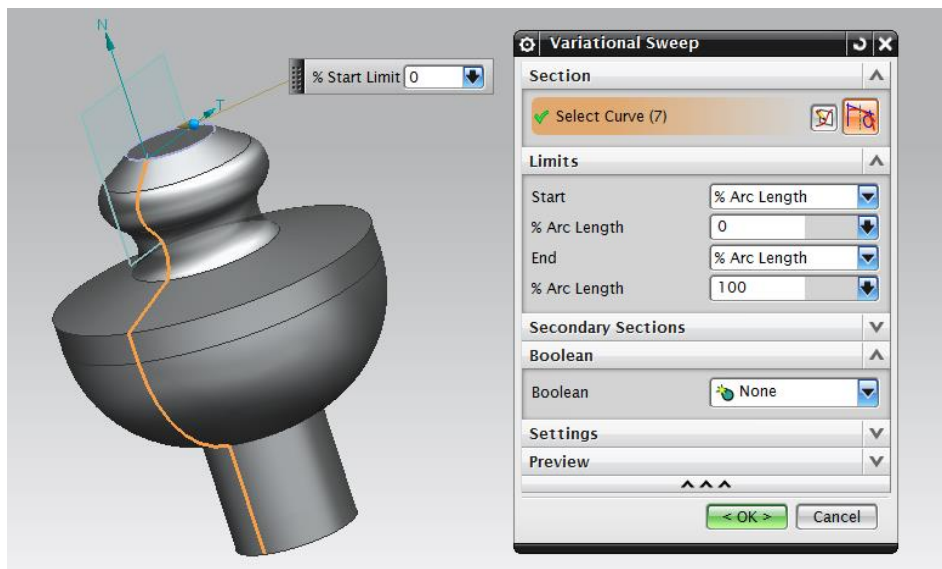 N
T
% Start Limit 0
Variational Sweep
Section
Select Curve (7)
Limits
Start % Arc Length
% Arc Length 0
End % Arc Length
% Arc Length 100
Secondary Sections
Boolean
Boolean None
Settings
Preview
< OK > Cancel